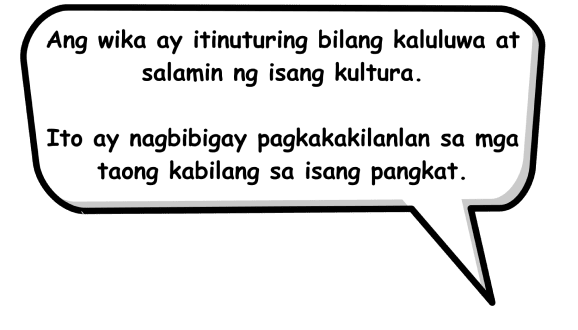 Ang wika ay itinuturing bilang kaluluwa at
salamin ng isang kultura.
Ito ay nagbibigay pagkakakilanlan sa mga
taong kabilang sa isang pangkat.